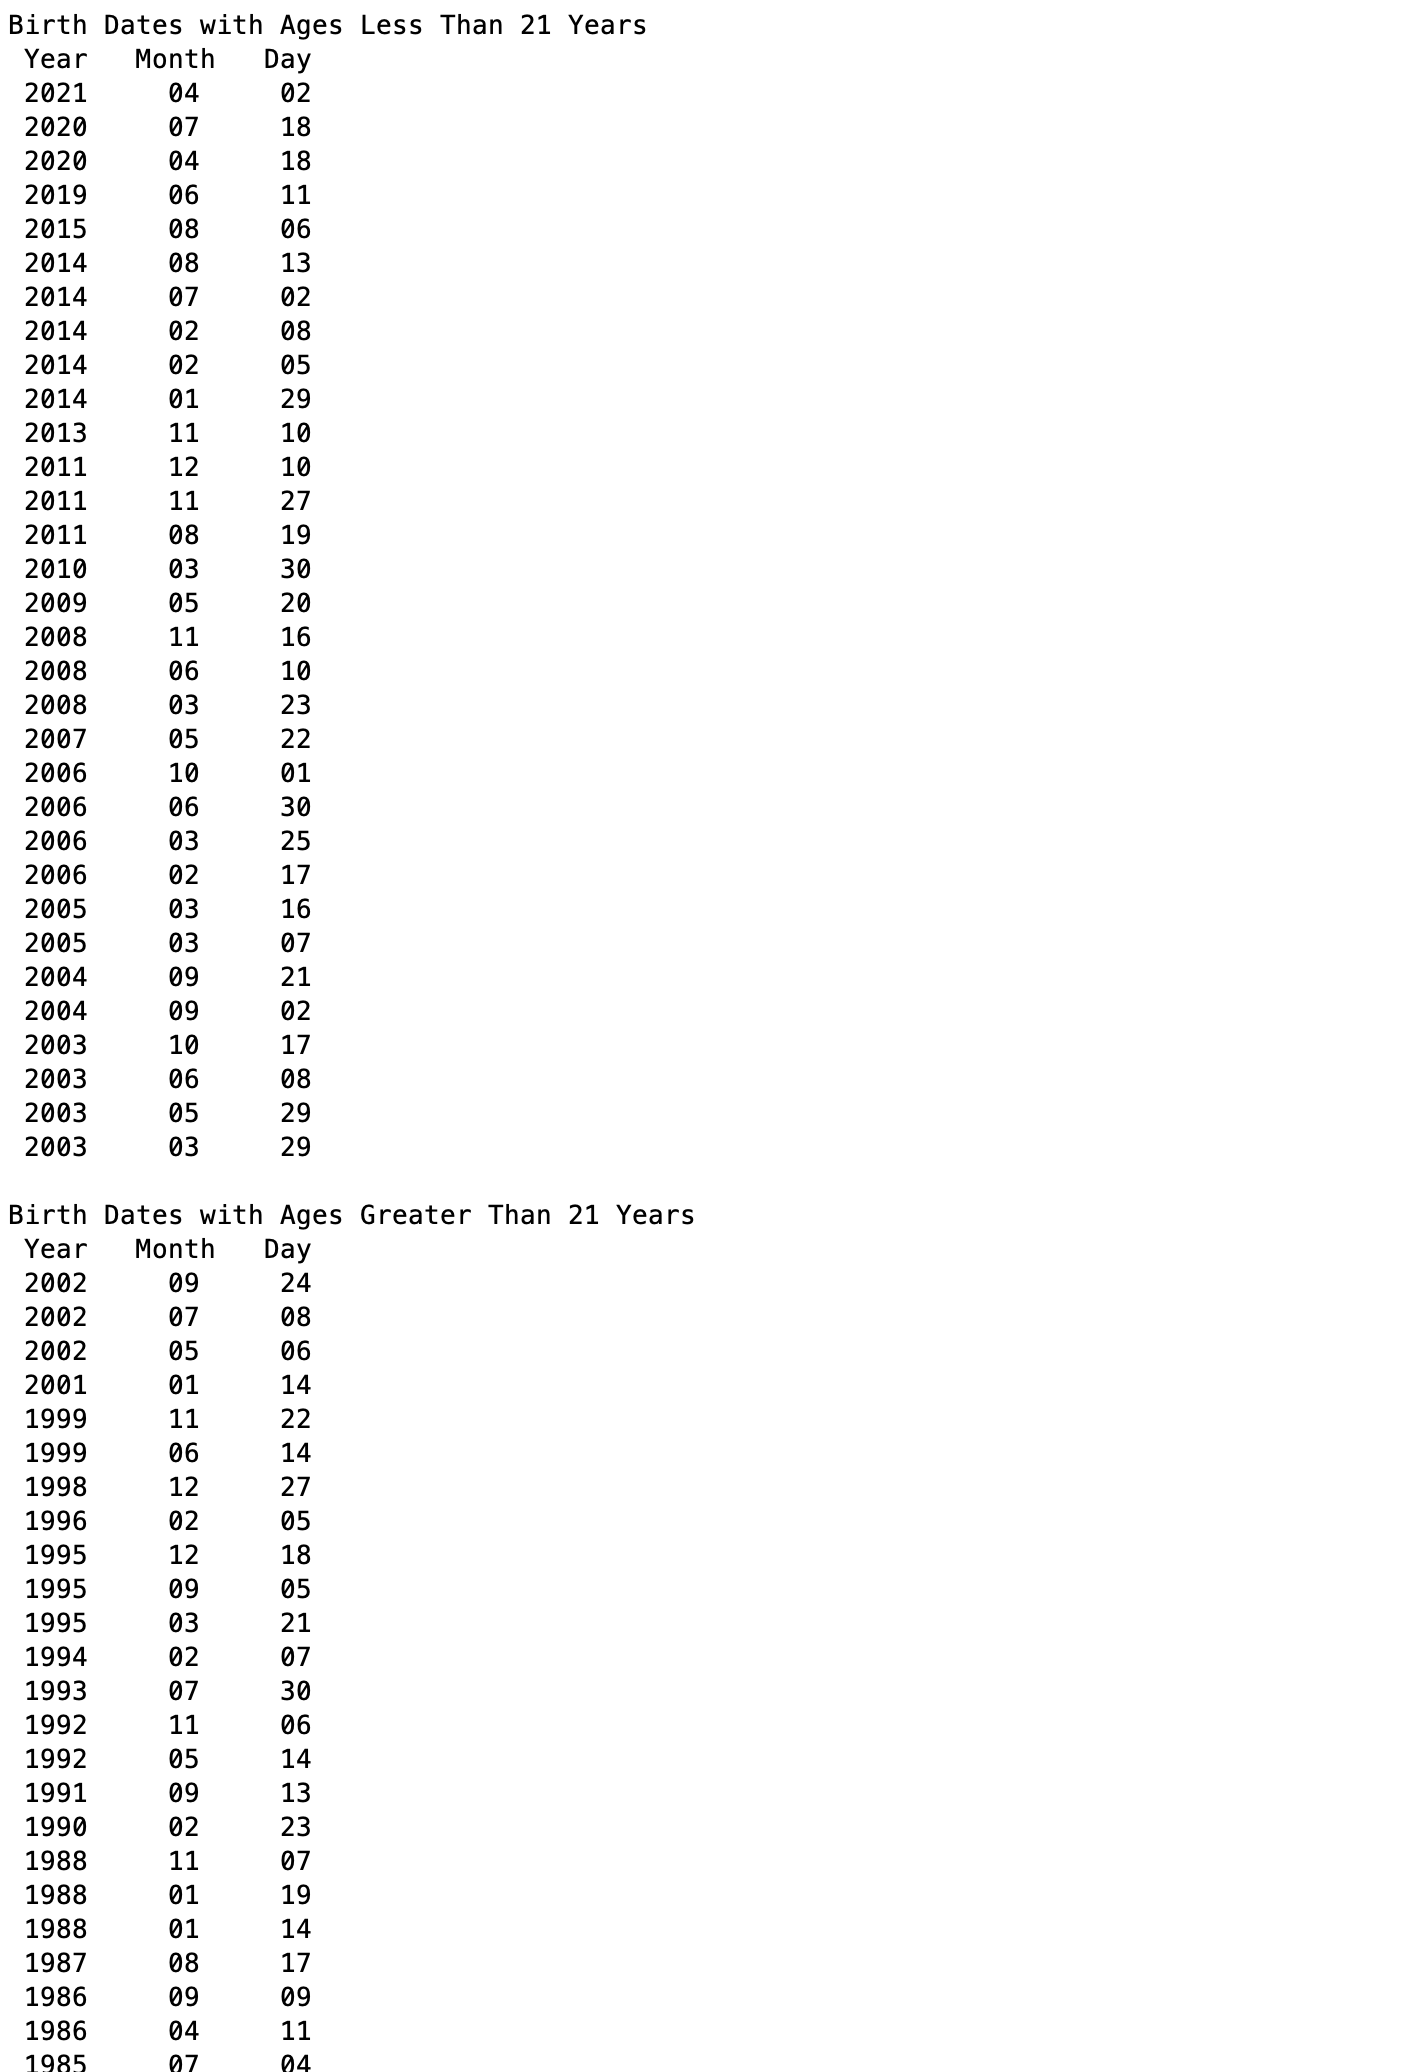 Birth Dates with Ages Less Than 21 Years
Year Month Day
2021 04 02
2020 07 18
2020 04 18
2019 06 11
2015 08 06
2014 08 13
2014 07 02
2014 02 08
2014 02 05
2014 01 29
2013 11 10
2011 12 10
2011 11 27
2011 08 19
2010 03 30
2009 05 20
2008 11 16
2008 06 10
2008 03 23
2007 05 22
2006 10 01
2006 06 30
2006 03 25
2006 02 17
2005 03 16
2005 03 07
2004 09 21
2004 09 02
2003 10 17
2003 06 08
2003 05 29
2003 03 29
Birth Dates with Ages Greater Than 21 Years
Year Month Day
2002 09 24
2002 07 08
2002 05 06
2001 01 14
1999 11 22
1999 06 14
1998 12 27
1996 02 05
1995 12 18
1995 09 05
1995 03 21
1994 02 07
1993 07 30
1992 11 06
1992 05 14
1991 09 13
1990 02 23
1988 11 07
1988 01 19
1988 01 14
1987 08 17
1986 09 09
1986 04 11
1985 07 04